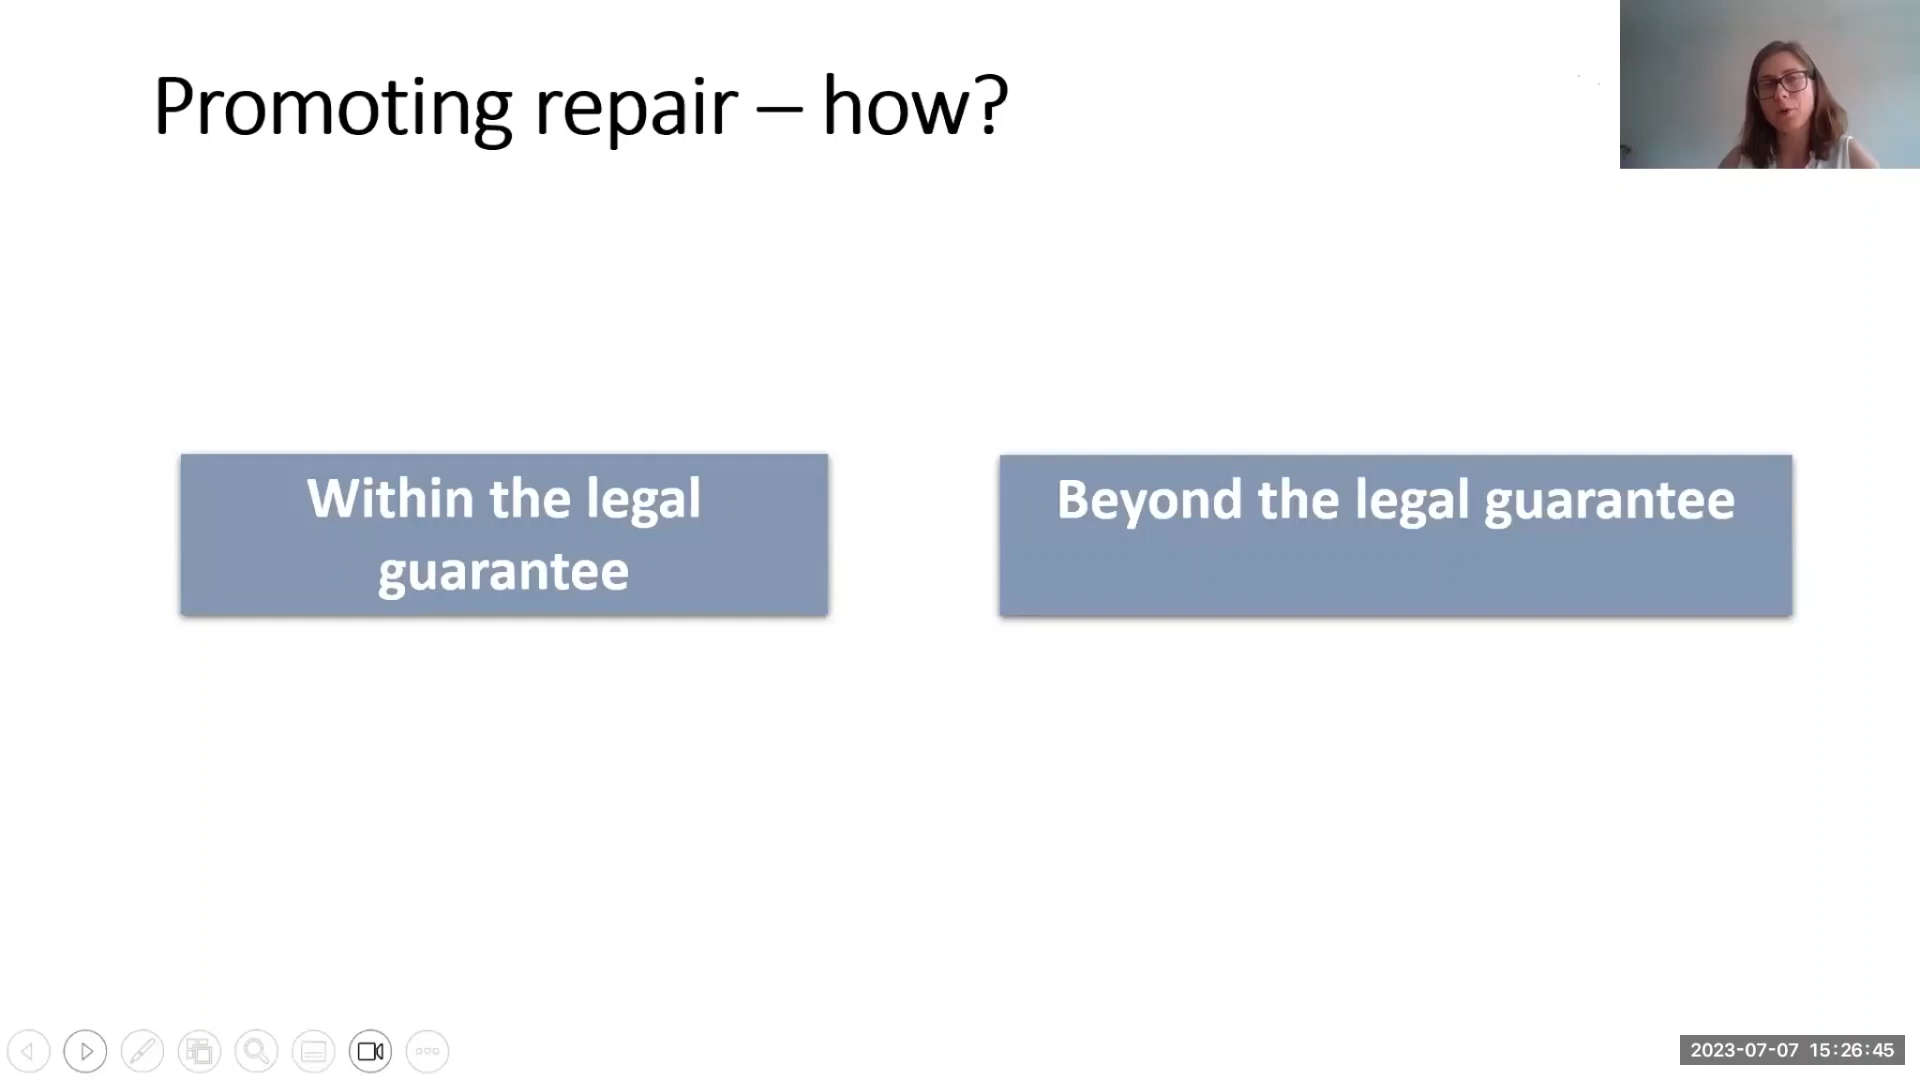 Promoting repair – how?
Within the legal
guarantee
Beyond the legal guarantee
2023-07-07 15:26:45